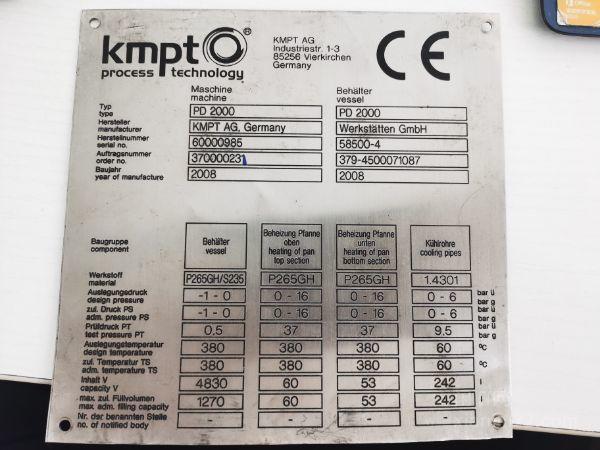 kmpt ®
process technology
KMPT AG
Industriestr. 1-3
85256 Vierkirchen
Germany
CE
Maschine
machine
Behälter
vessel
Typ
type
PD 2000
PD 2000
Hersteller
manufacturer
KMPT AG, Germany
Werkstätten GmbH
Herstellnummer
serial no.
60000985
58500-4
Auftragsnummer
order no.
370000231
379-4500071087
Baujahr
year of manufacture
2008
2008
Baugruppe
component
Behälter
vessel
Beheizung Pfanne
oben
heating of pan
top section
Beheizung Pfanne
unten
heating of pan
bottom section
Kühlrohre
cooling pipes
Werkstoff
material
P265GH/S235
P265GH
P265GH
1.4301
Auslegungsdruck
design pressure
-1 - 0
0 - 16
0 - 16
0 - 6
bar ü
bar g
zul. Druck PS
adm. pressure PS
-1 - 0
0 - 16
0 - 16
0 - 6
bar ü
bar g
Prüfdruck PT
test pressure PT
0.5
37
37
9.5
bar ü
bar g
Auslegungstemperatur
design temperature
380
380
380
60
°C
zul. Temperatur TS
adm. temperature TS
380
380
380
60
°C
Inhalt V
capacity V
4830
60
53
242
l
max. zul. Füllvolumen
max. adm. filling capacity
1270
60
53
242
l
Nr. der benannten Stelle
no. of notified body
-
-
-
-